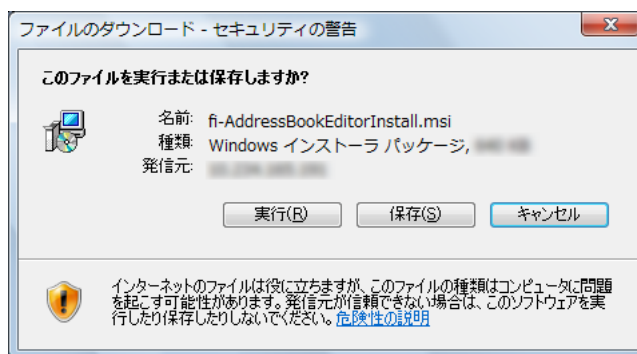 ファイルのダウンロード - セキュリティの警告
このファイルを実行または保存しますか?
名前: fi-AddressBookEditorInstall.msi
種類: Windows インストーラ パッケージ,
発信元:
実行(R) 保存(S) キャンセル
インターネットのファイルは役に立ちますが、このファイルの種類はコンピュータに問題
を起こす可能性があります。発信元が信頼できない場合は、このソフトウェアを実
行したり保存したりしないでください。危険性の説明